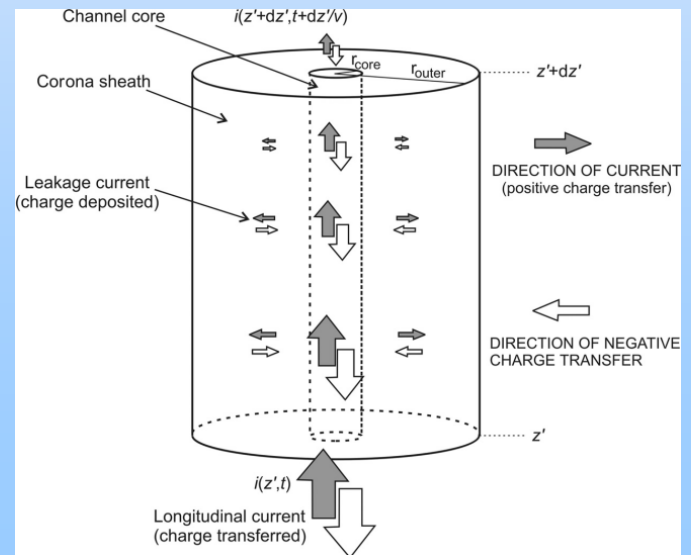 i(z'+dz',t+dz'/v)
Channel core
r_core
r_outer
z'+dz'
Corona sheath
DIRECTION OF CURRENT
(positive charge transfer)
Leakage current
(charge deposited)
DIRECTION OF NEGATIVE
CHARGE TRANSFER
z'
i(z',t)
Longitudinal current
(charge transferred)